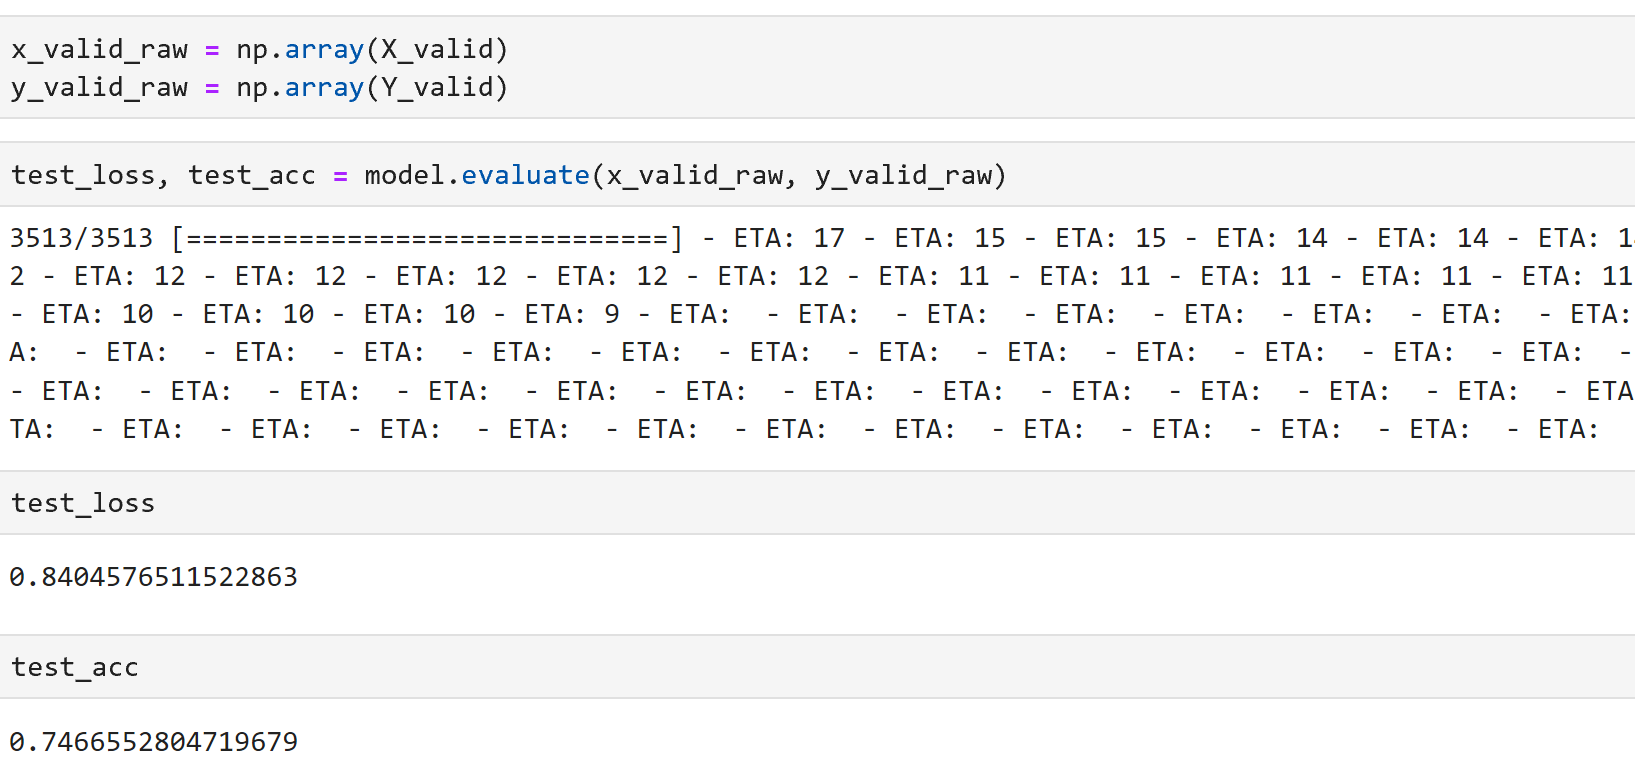 x_valid_raw = np.array(X_valid)
y_valid_raw = np.array(Y_valid)
test_loss, test_acc = model.evaluate(x_valid_raw, y_valid_raw)
3513/3513 [==============================] - ETA: 17 - ETA: 15 - ETA: 15 - ETA: 14 - ETA: 14 - ETA:
2 - ETA: 12 - ETA: 12 - ETA: 12 - ETA: 12 - ETA: 12 - ETA: 11 - ETA: 11 - ETA: 11 - ETA: 11 - ETA: 11
- ETA: 10 - ETA: 10 - ETA: 10 - ETA: 9 - ETA:  - ETA:  - ETA:  - ETA:  - ETA:  - ETA:  - ETA:  - ETA:
A:  - ETA:  - ETA:  - ETA:  - ETA:  - ETA:  - ETA:  - ETA:  - ETA:  - ETA:  - ETA:  - ETA:  - ETA:  -
- ETA:  - ETA:  - ETA:  - ETA:  - ETA:  - ETA:  - ETA:  - ETA:  - ETA:  - ETA:  - ETA:  - ETA:  - ETA
TA:  - ETA:  - ETA:  - ETA:  - ETA:  - ETA:  - ETA:  - ETA:  - ETA:  - ETA:  - ETA:  - ETA:  - ETA:
test_loss
0.8404576511522863
test_acc
0.7466552804719679